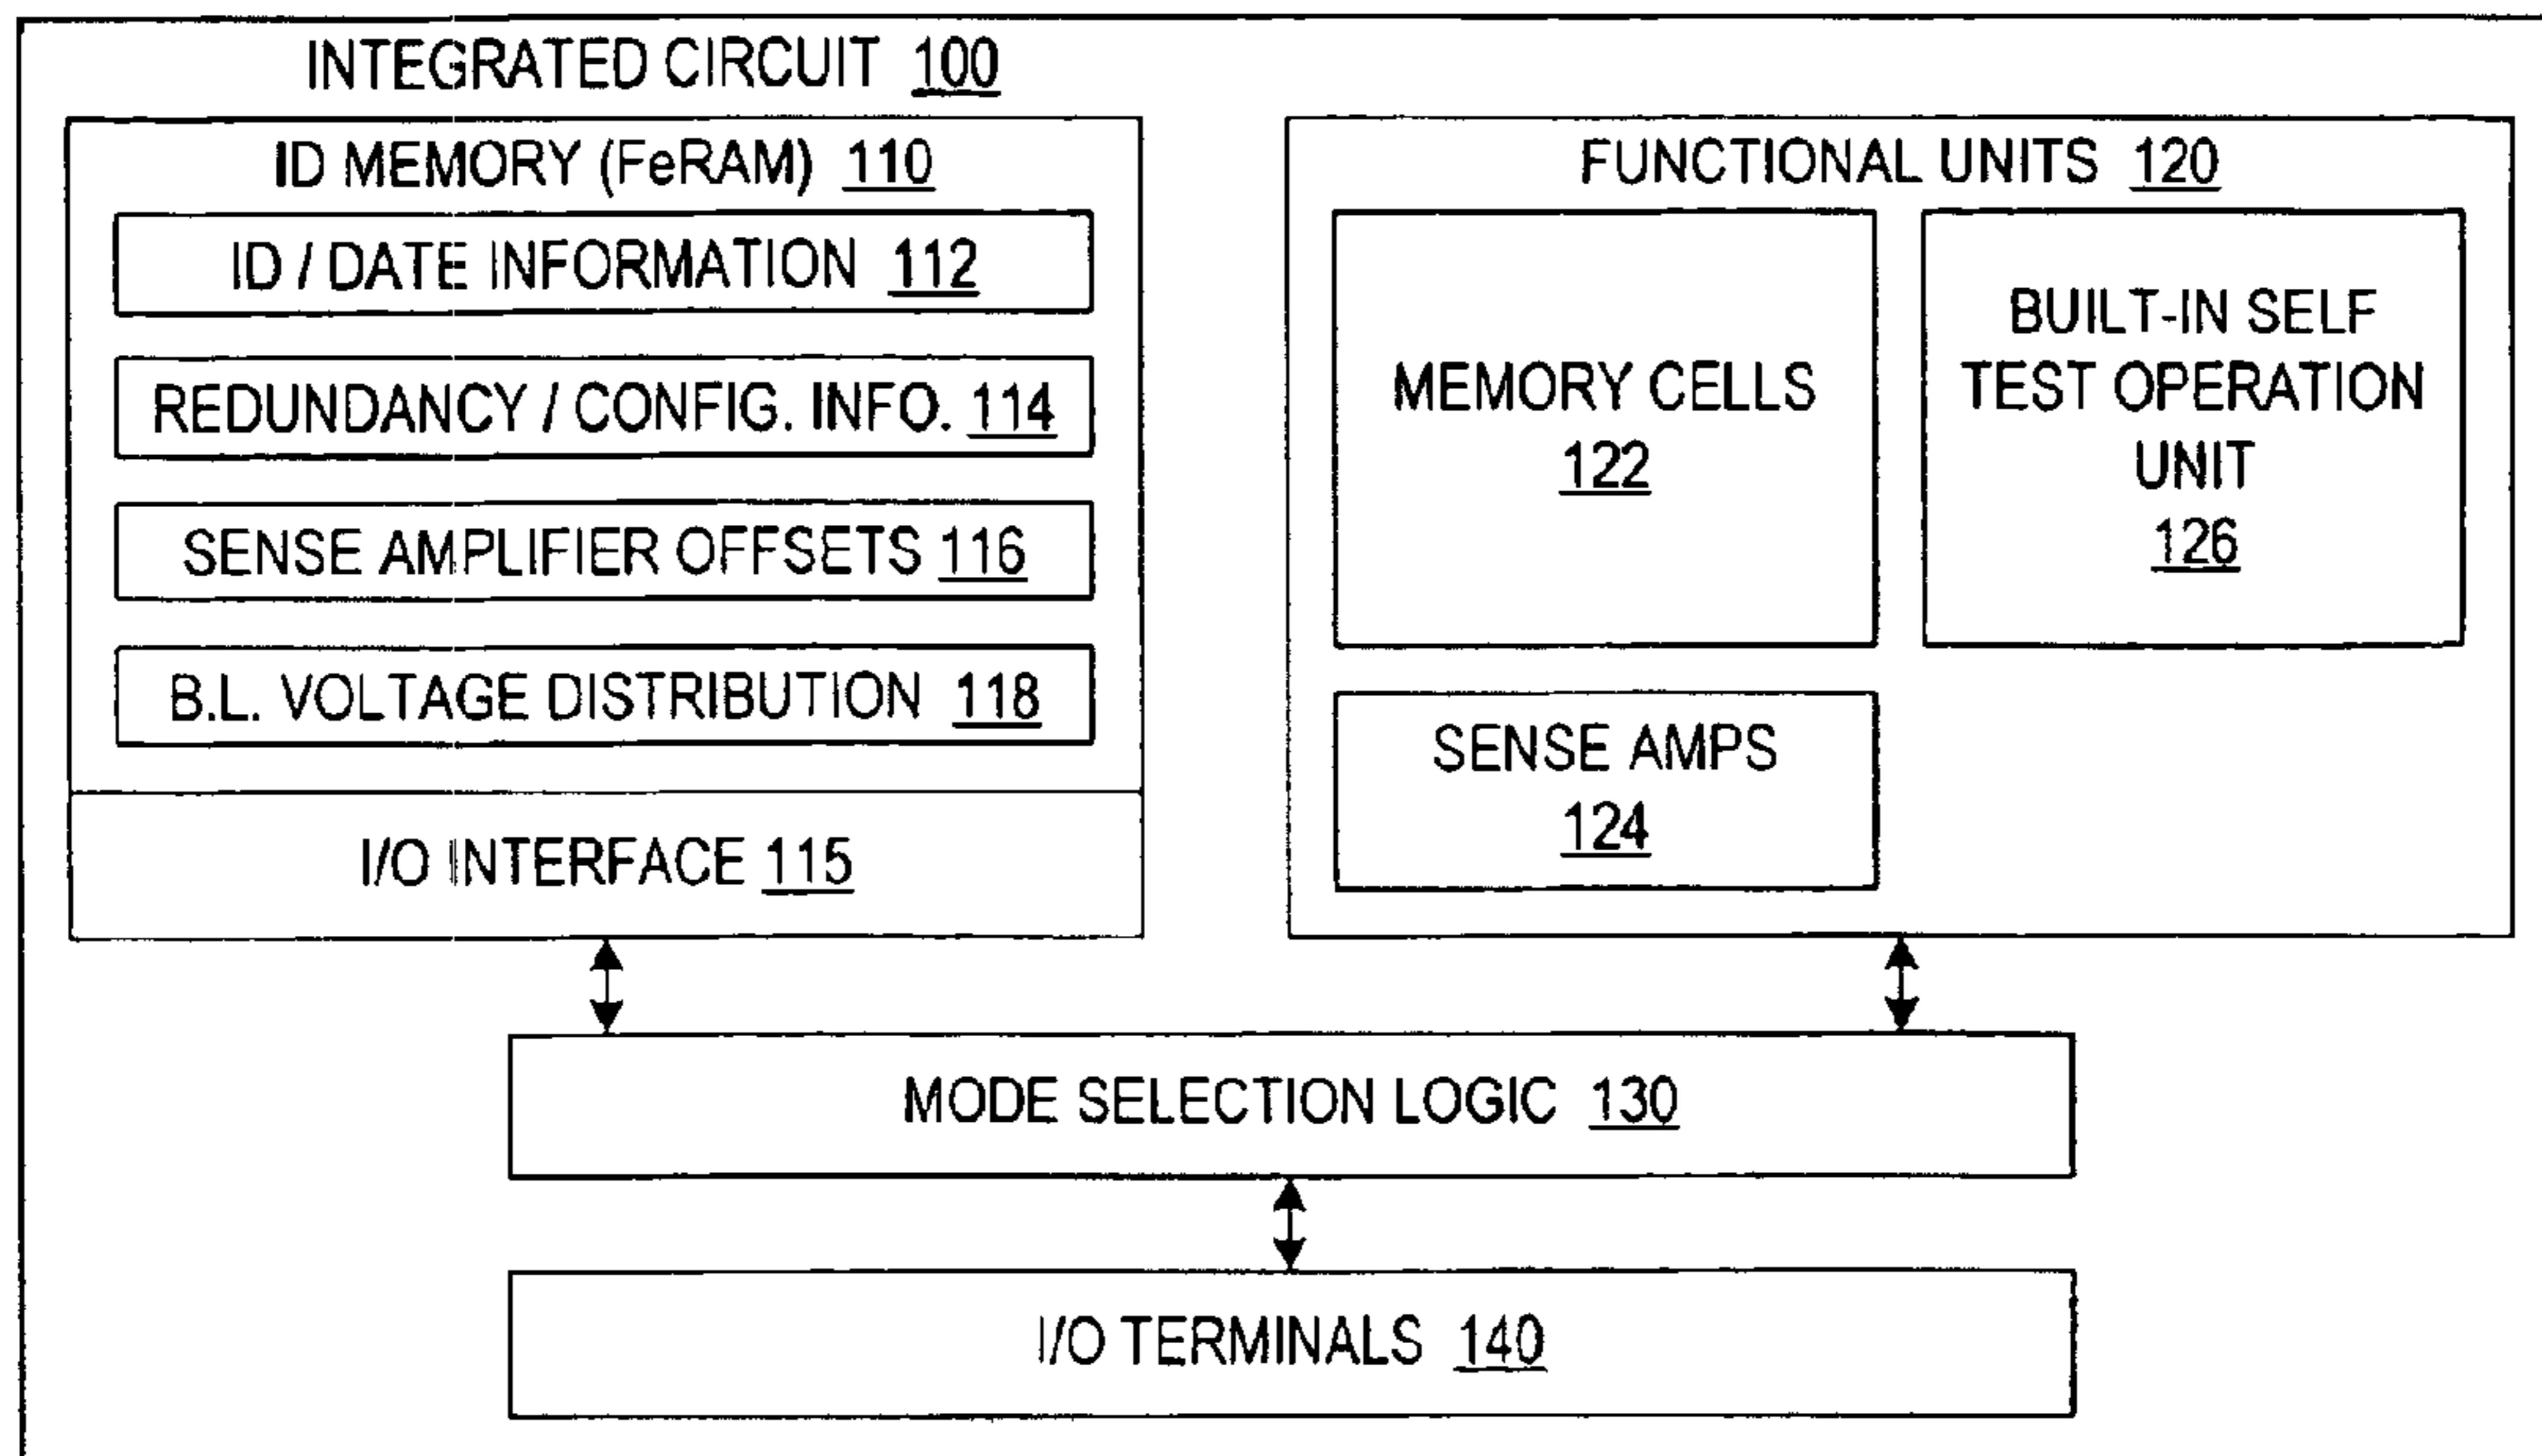 INTEGRATED CIRCUIT 100
ID MEMORY (FeRAM) 110
ID / DATE INFORMATION 112
REDUNDANCY / CONFIG. INFO. 114
SENSE AMPLIFIER OFFSETS 116
B.L. VOLTAGE DISTRIBUTION 118
I/O INTERFACE 115
FUNCTIONAL UNITS 120
MEMORY CELLS
122
BUILT-IN SELF
TEST OPERATION
UNIT
126
SENSE AMPS
124
MODE SELECTION LOGIC 130
I/O TERMINALS 140